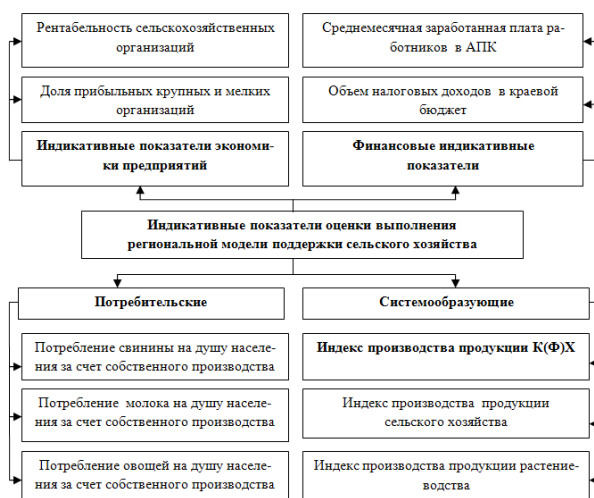 Рентабельность сельскохозяйственных
организаций
Среднемесячная заработанная плата ра-
ботников в АПК
Доля прибыльных крупных и мелких
организаций
Объем налоговых доходов в краевой
бюджет
Индикативные показатели экономи-
ки предприятий
Финансовые индикативные
показатели
Индикативные показатели оценки выполнения
региональной модели поддержки сельского хозяйства
Потребительские
Системообразующие
Потребление свинины на душу населе-
ния за счет собственного производства
Индекс производства продукции К(Ф)Х
Потребление молока на душу населе-
ния за счет собственного производства
Индекс производства продукции
сельского хозяйства
Потребление овощей на душу населе-
ния за счет собственного производства
Индекс производства продукции растение-
водства